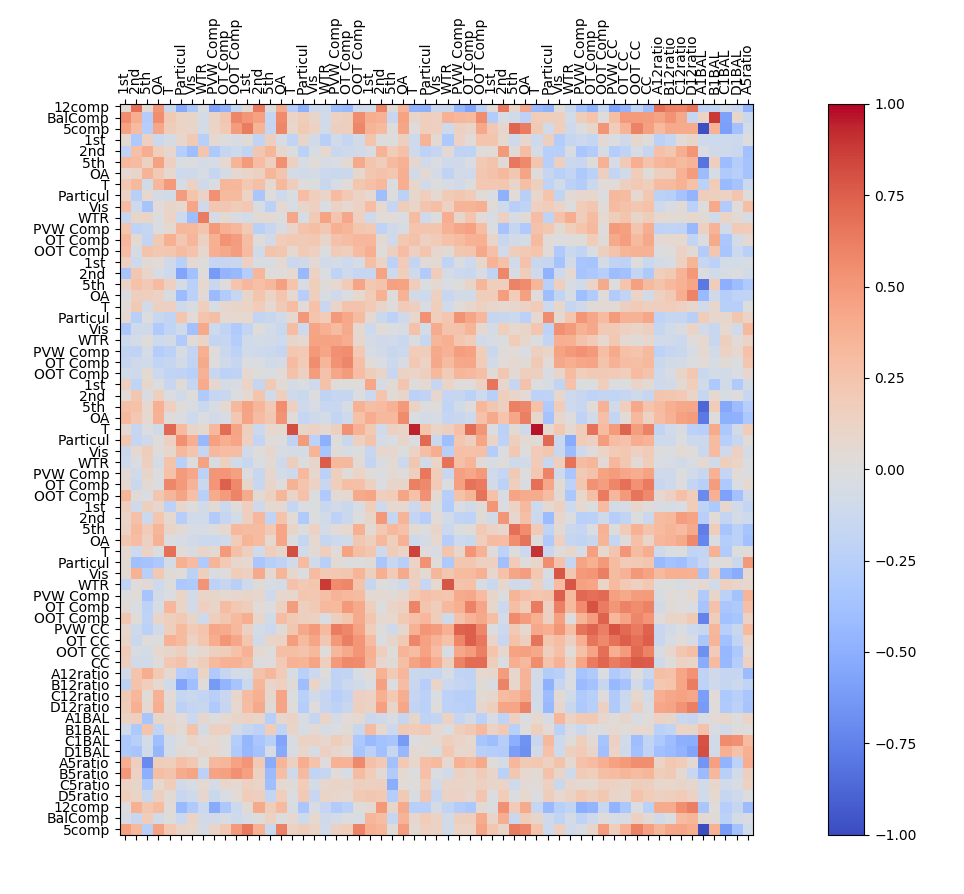 1st
2nd
5th
OA
T
Particul
Vis
WTR
PVW Comp
OT Comp
OOT Comp
1st
2nd
5th
OA
T
Particul
Vis
WTR
PVW Comp
OT Comp
OOT Comp
1st
2nd
5th
OA
T
Particul
Vis
WTR
PVW Comp
OT Comp
OOT Comp
1st
2nd
5th
OA
T
Particul
Vis
WTR
PVW Comp
OT Comp
OOT Comp
PVW CC
OT CC
OOT CC
CC
A12ratio
B12ratio
C12ratio
D12ratio
A1BAL
B1BAL
C1BAL
D1BAL
A5ratio
12comp
BalComp
5comp
1st
2nd
5th
OA
T
Particul
Vis
WTR
PVW Comp
OT Comp
OOT Comp
1st
2nd
5th
OA
T
Particul
Vis
WTR
PVW Comp
OT Comp
OOT Comp
1st
2nd
5th
OA
T
Particul
Vis
WTR
PVW Comp
OT Comp
OOT Comp
1st
2nd
5th
OA
T
Particul
Vis
WTR
PVW Comp
OT Comp
OOT Comp
PVW CC
OT CC
OOT CC
CC
A12ratio
B12ratio
C12ratio
D12ratio
A1BAL
B1BAL
C1BAL
D1BAL
A5ratio
B5ratio
C5ratio
D5ratio
12comp
BalComp
5comp
1.00
0.75
0.50
0.25
0.00
−0.25
−0.50
−0.75
−1.00